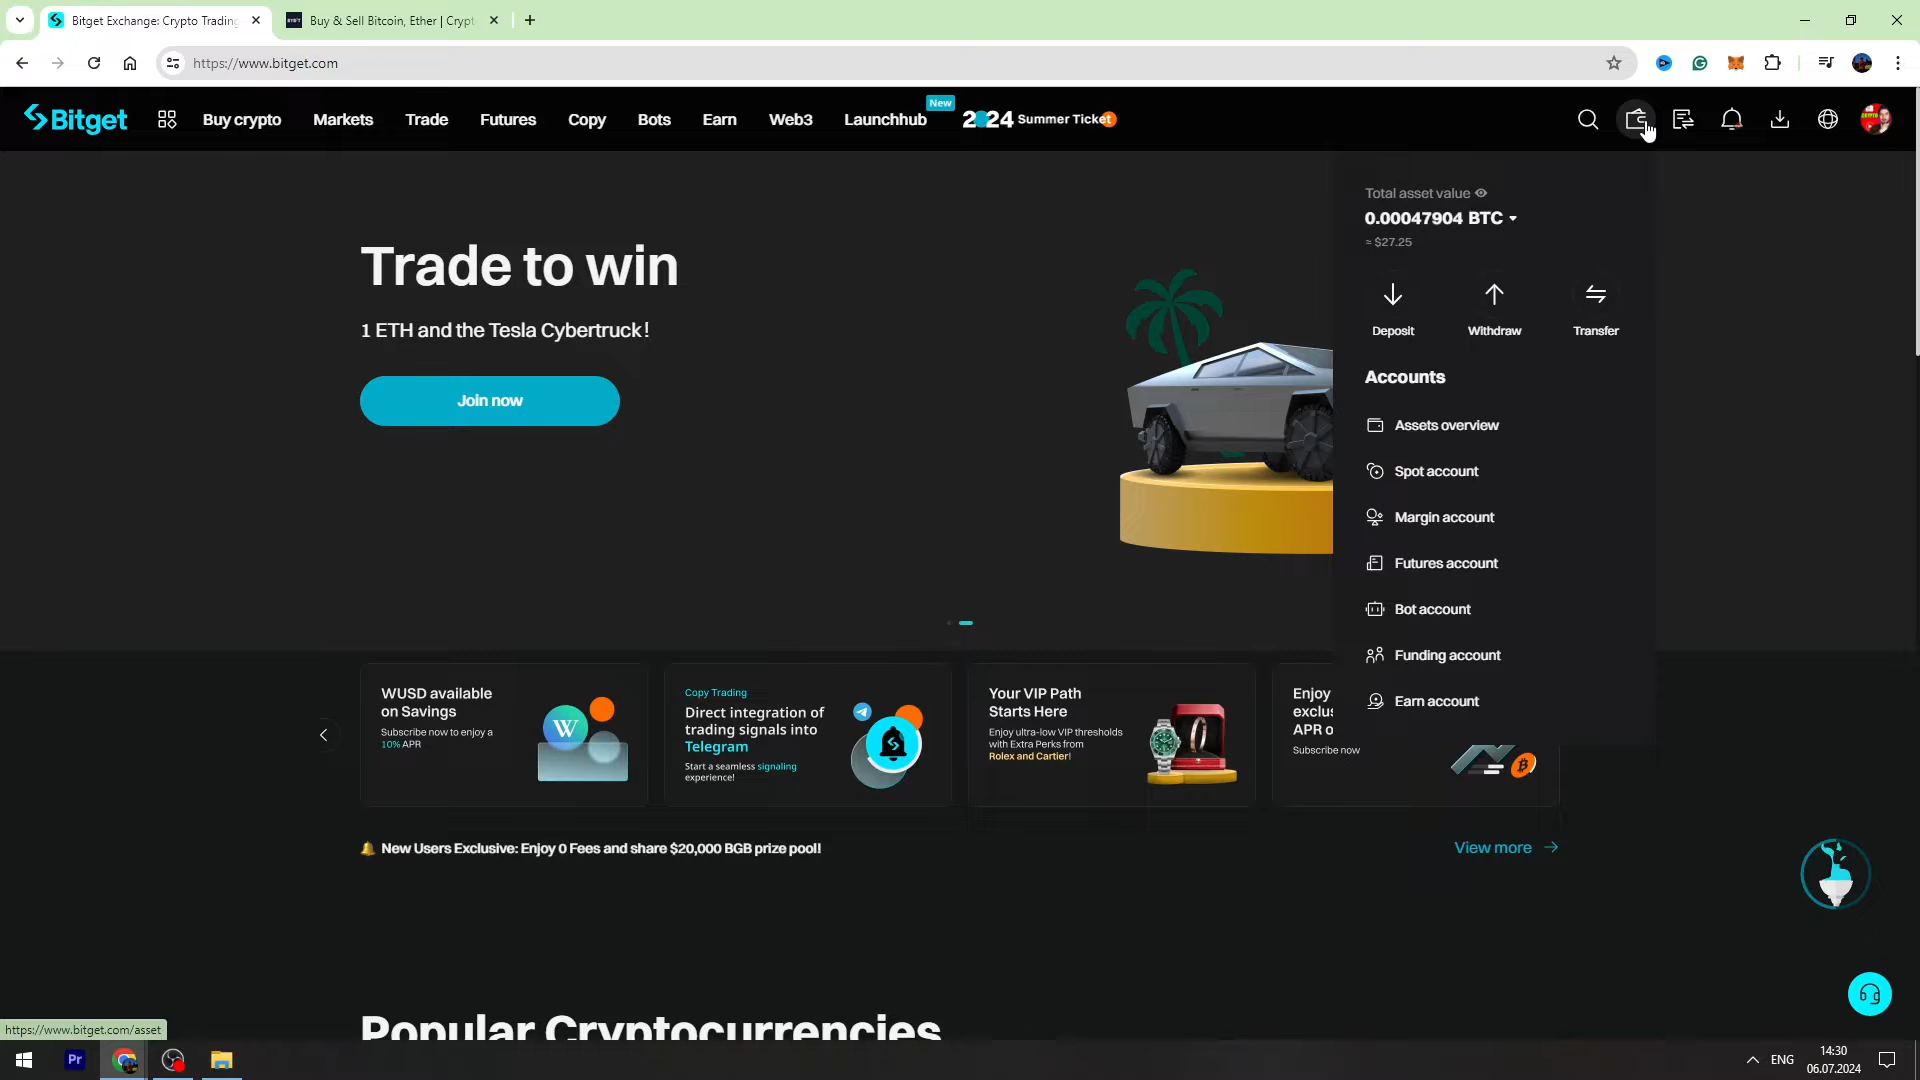 Bitget Exchange: Crypto Trading
Buy & Sell Bitcoin, Ether | Crypt
https://www.bitget.com
Bitget
Buy crypto
Markets
Trade
Futures
Copy
Bots
Earn
Web3
Launchhub
New
2024 Summer Ticket
Total asset value
0.00047904 BTC
≈ $27.25
Deposit
Withdraw
Transfer
Accounts
Assets overview
Spot account
Margin account
Futures account
Bot account
Funding account
Earn account
Trade to win
1 ETH and the Tesla Cybertruck!
Join now
WUSD available
on Savings
Subscribe now to enjoy a
10% APR
W
Copy Trading
Direct integration of
trading signals into
Telegram
Start a seamless signaling
experience!
Your VIP Path
Starts Here
Enjoy ultra-low VIP thresholds
with Extra Perks from
Rolex and Cartier!
Enjoy
exclus
APR o
Subscribe now
New Users Exclusive: Enjoy 0 Fees and share $20,000 BGB prize pool!
View more
Popular Cryptocurrencies
https://www.bitget.com/asset
Pr
ENG
14:30
06.07.2024